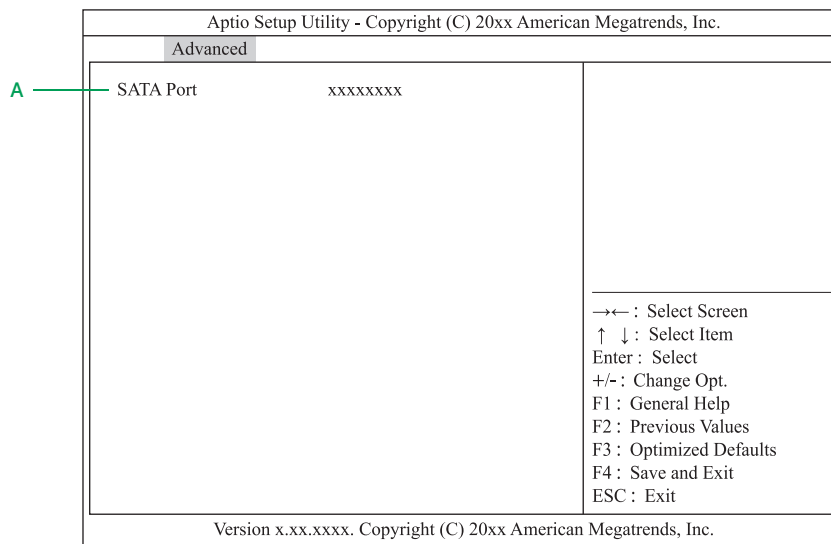 Aptio Setup Utility - Copyright (C) 20xx American Megatrends, Inc.
Advanced
A
SATA Port xxxxxxxx
→←: Select Screen
↑ ↓: Select Item
Enter : Select
+/-: Change Opt.
F1: General Help
F2: Previous Values
F3: Optimized Defaults
F4: Save and Exit
ESC: Exit
Version x.xx.xxxx. Copyright (C) 20xx American Megatrends, Inc.